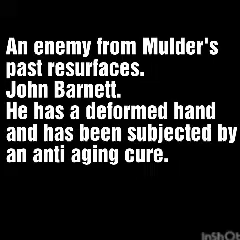 An enemy from Mulder's
past resurfaces.
John Barnett.
He has a deformed hand
and has been subjected by
an anti aging cure.